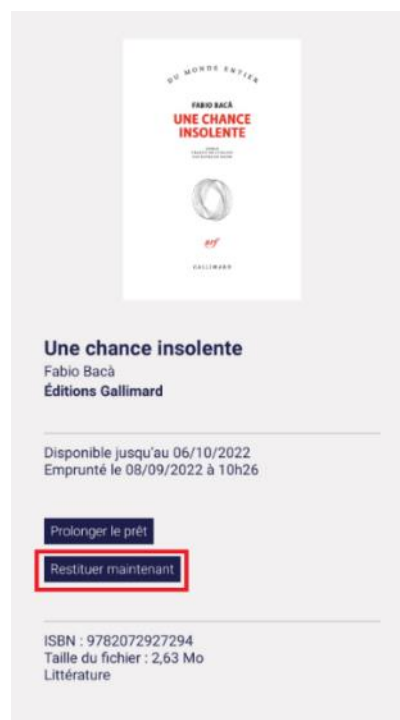 DU MONDE ENTIER
FABIO BACÀ
UNE CHANCE
INSOLENTE
nrf
GALLIMARD
Une chance insolente
Fabio Bacà
Éditions Gallimard
Disponible jusqu'au 06/10/2022
Emprunté le 08/09/2022 à 10h26
Prolonger le prêt
Restituer maintenant
ISBN : 9782072927294
Taille du fichier : 2,63 Mo
Littérature